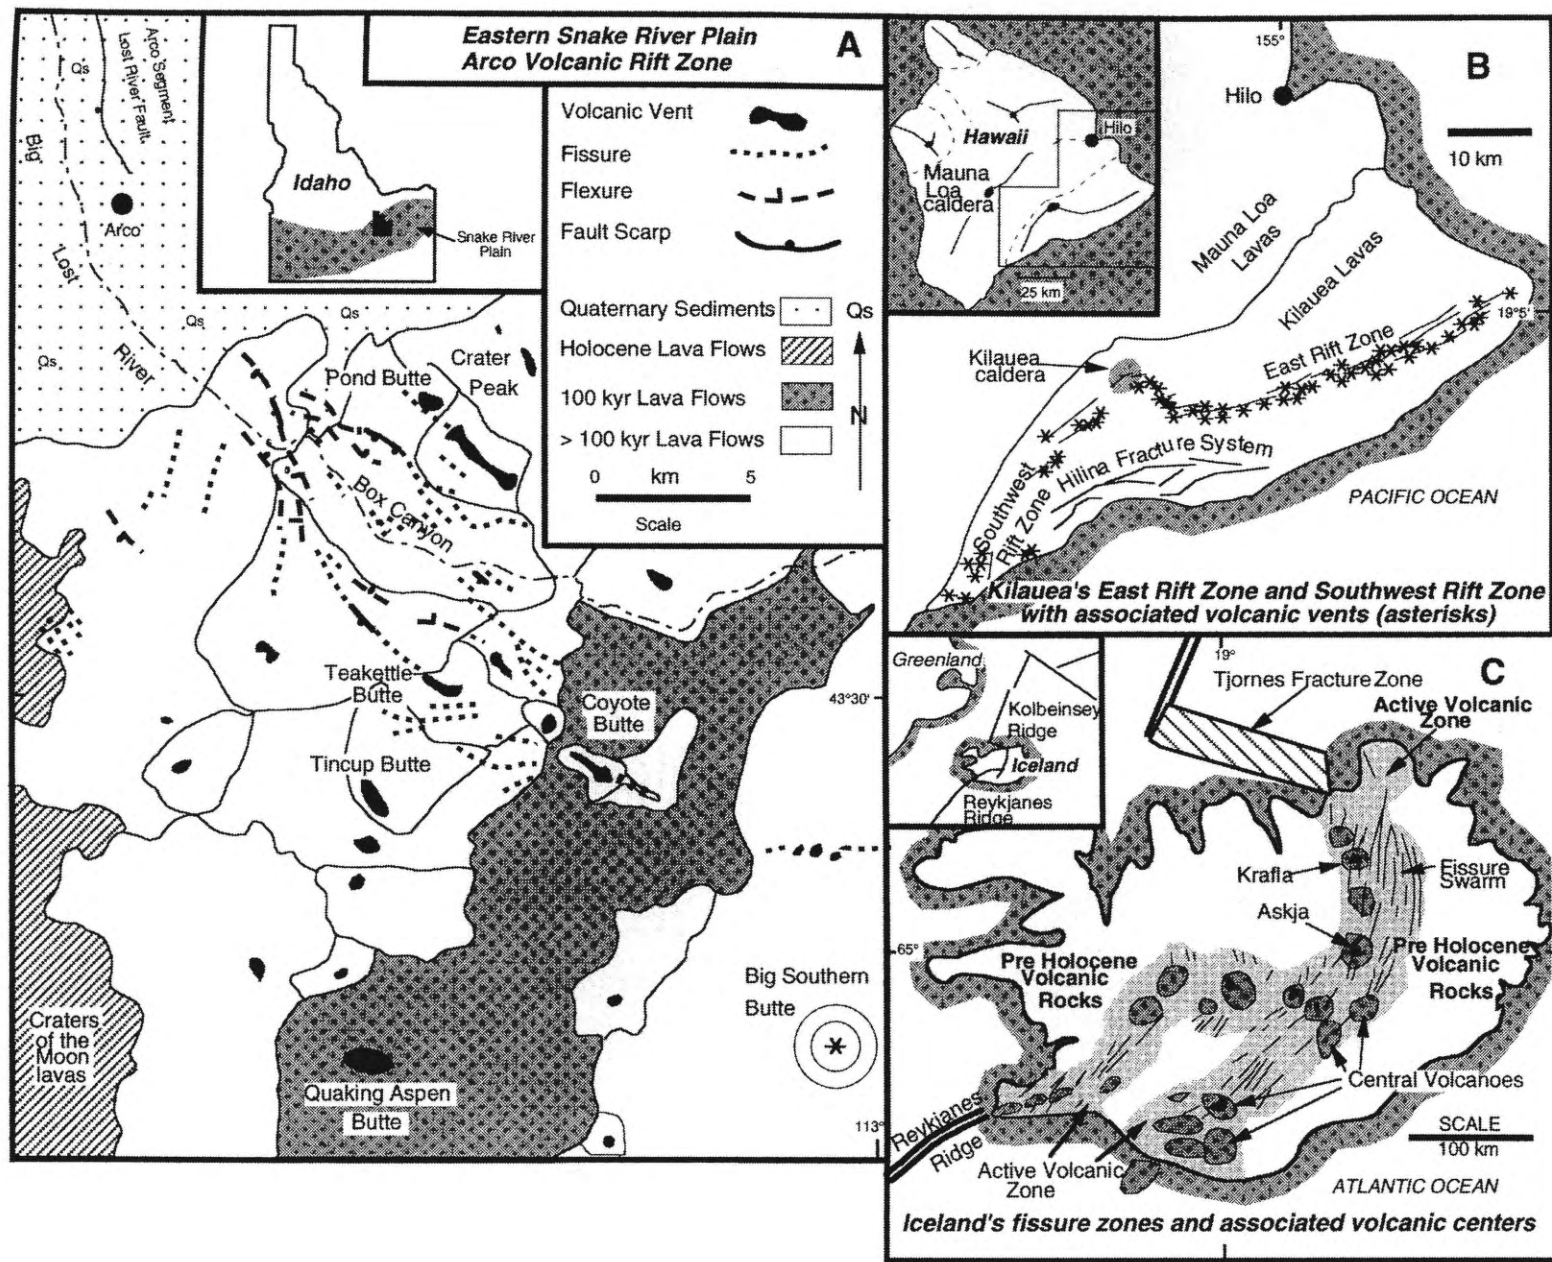 Eastern Snake River Plain
Arco Volcanic Rift Zone
A
Volcanic Vent
Fissure
Flexure
Fault Scarp
Quaternary Sediments
Qs
Holocene Lava Flows
100 kyr Lava Flows
> 100 kyr Lava Flows
N
0 km 5
Scale
Idaho
Snake River
Plain
Arco Segment
Lost River Fault
Qs
Big
Lost
River
Arco
Qs
Qs
Qs
Pond Butte
Crater
Peak
Box Canyon
Teakettle
Butte
Tincup Butte
Coyote
Butte
43°30'
Big Southern
Butte
Craters
of the
Moon
lavas
Quaking Aspen
Butte
113°
B
155°
Hilo
10 km
Hawaii
Hilo
Mauna
Loa
caldera
25 km
Mauna Loa
Lavas
Kilauea Lavas
19°5'
East Rift Zone
Kilauea
caldera
Hilina Fracture System
Southwest
Rift Zone
PACIFIC OCEAN
Kilauea's East Rift Zone and Southwest Rift Zone
with associated volcanic vents (asterisks)
C
19°
Tjornes Fracture Zone
Active Volcanic
Zone
Greenland
Kolbeinsey
Ridge
Iceland
Reykjanes
Ridge
Krafla
Fissure
Swarm
Askja
65°
Pre Holocene
Volcanic
Rocks
Pre Holocene
Volcanic
Rocks
Central Volcanoes
Reykjanes
Ridge
Active Volcanic
Zone
SCALE
100 km
ATLANTIC OCEAN
Iceland's fissure zones and associated volcanic centers